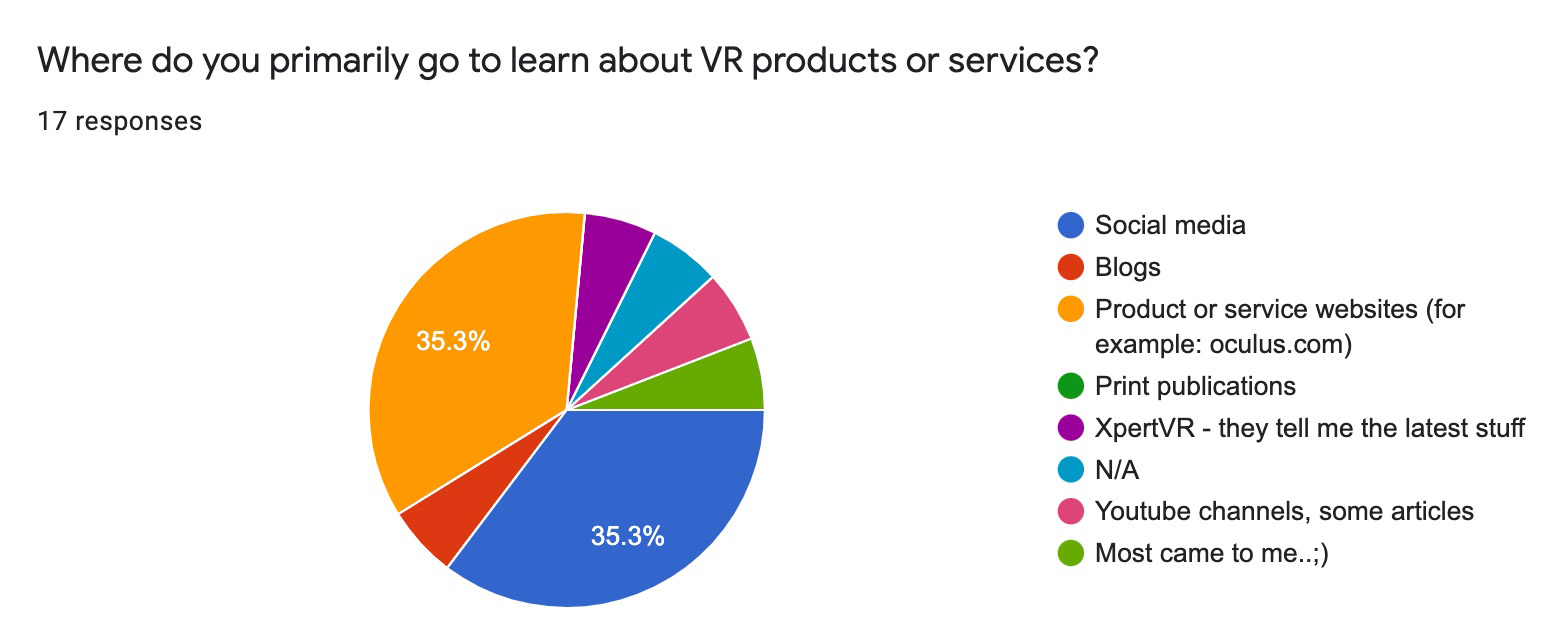 Where do you primarily go to learn about VR products or services?
17 responses
35.3%
35.3%
Social media
Blogs
Product or service websites (for
example: oculus.com)
Print publications
XpertVR - they tell me the latest stuff
N/A
Youtube channels, some articles
Most came to me..;)